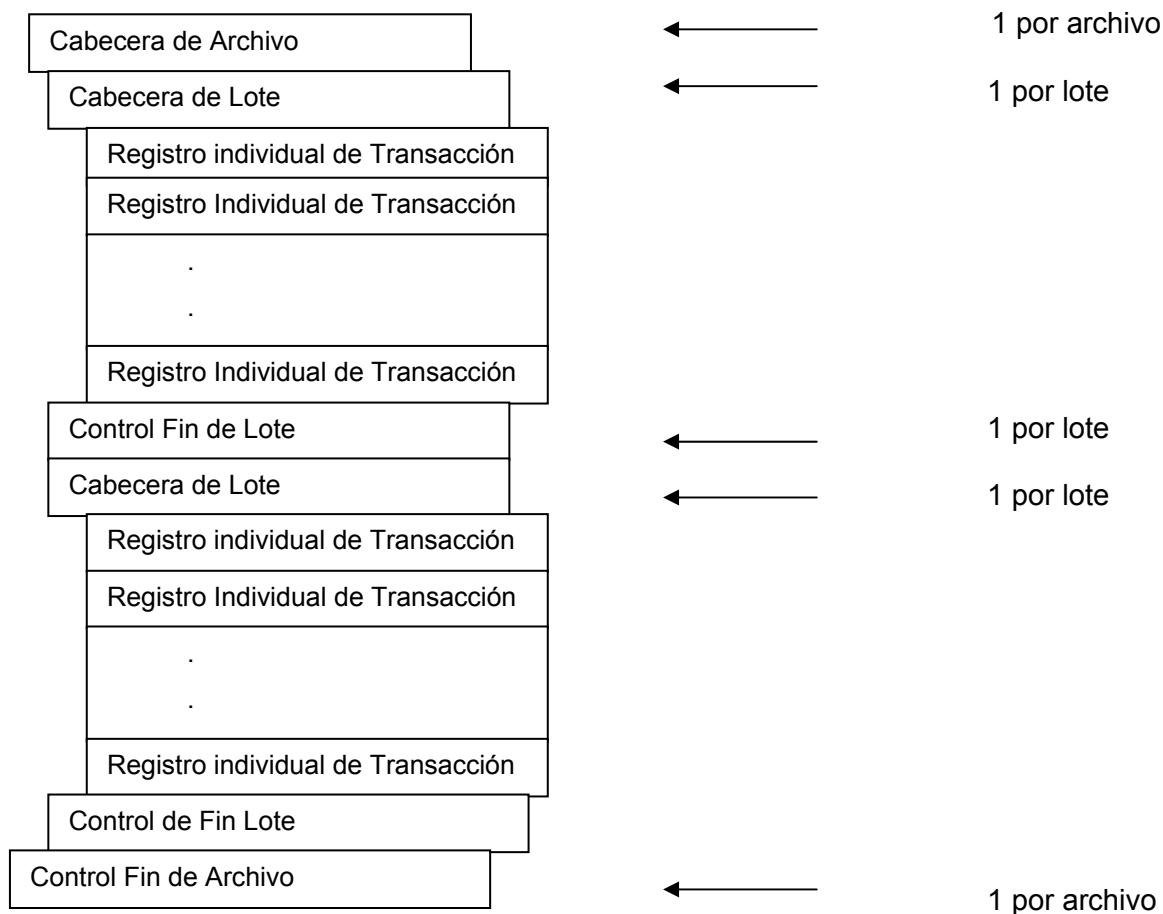 Cabecera de Archivo 1 por archivo
Cabecera de Lote 1 por lote
Registro individual de Transacción
Registro Individual de Transacción
.
.
Registro Individual de Transacción
Control Fin de Lote 1 por lote
Cabecera de Lote 1 por lote
Registro individual de Transacción
Registro Individual de Transacción
.
.
Registro individual de Transacción
Control de Fin Lote
Control Fin de Archivo 1 por archivo